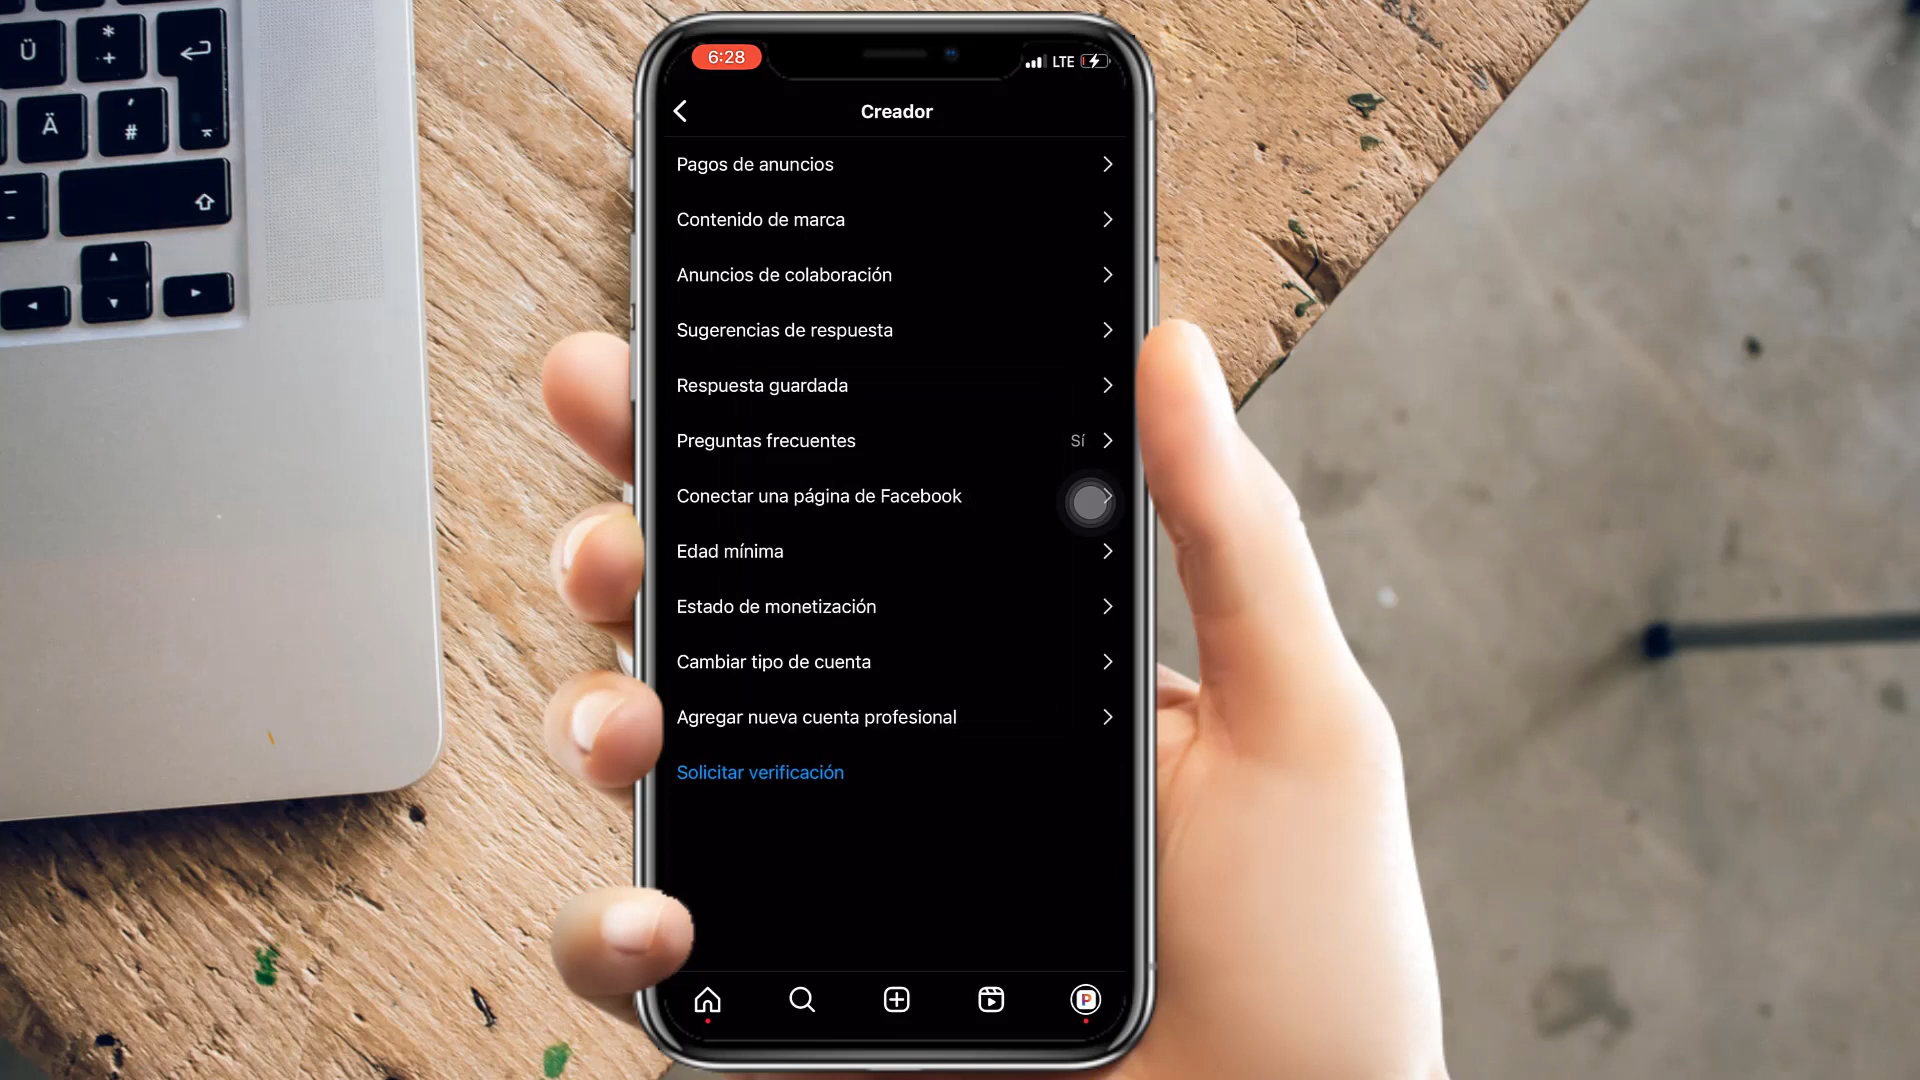 Ü
*
+
Ä
'
#
6:28
LTE
Creador
Pagos de anuncios
Contenido de marca
Anuncios de colaboración
Sugerencias de respuesta
Respuesta guardada
Preguntas frecuentes Sí
Conectar una página de Facebook
Edad mínima
Estado de monetización
Cambiar tipo de cuenta
Agregar nueva cuenta profesional
Solicitar verificación
P